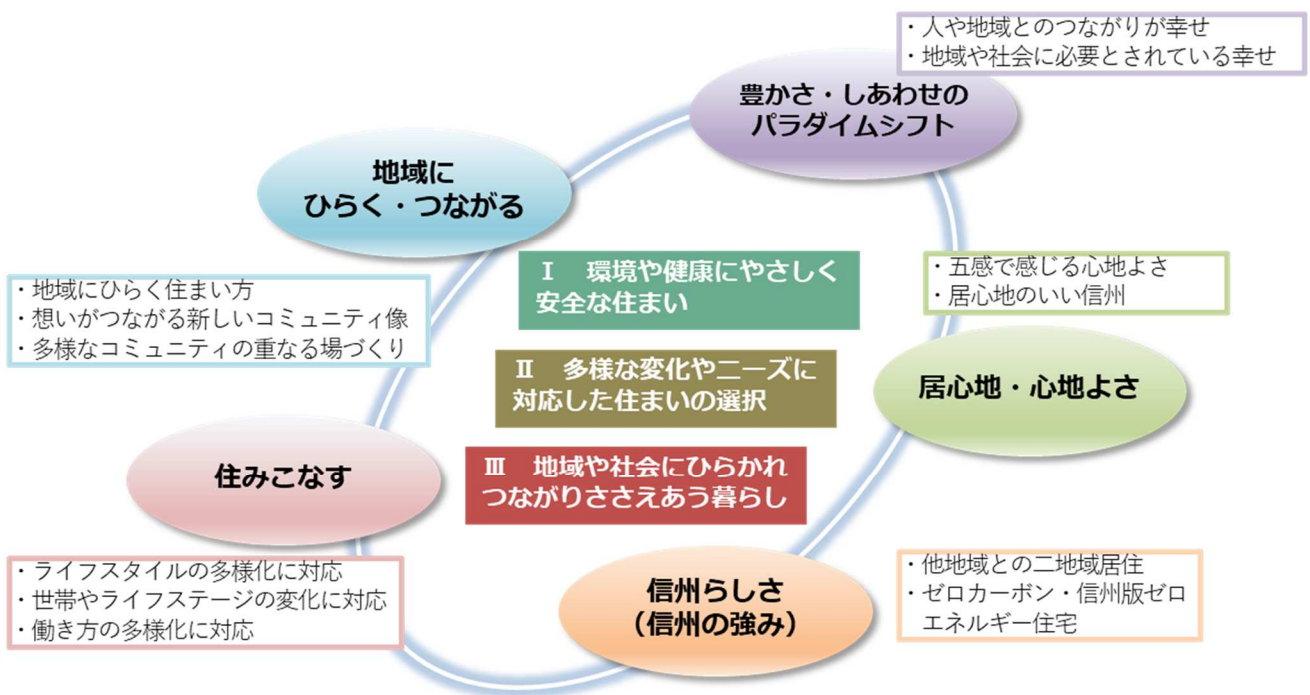 ・人や地域とのつながりが幸せ
・地域や社会に必要とされている幸せ
豊かさ・しあわせの
パラダイムシフト
地域に
ひらく・つながる
・地域にひらく住まい方
・想いがつながる新しいコミュニティ像
・多様なコミュニティの重なる場づくり
Ⅰ 環境や健康にやさしく
安全な住まい
・五感で感じる心地よさ
・居心地のいい信州
Ⅱ 多様な変化やニーズに
対応した住まいの選択
居心地・心地よさ
住みこなす
Ⅲ 地域や社会にひらかれ
つながりささえあう暮らし
・ライフスタイルの多様化に対応
・世帯やライフステージの変化に対応
・働き方の多様化に対応
信州らしさ
（信州の強み）
・他地域との二地域居住
・ゼロカーボン・信州版ゼロ
エネルギー住宅